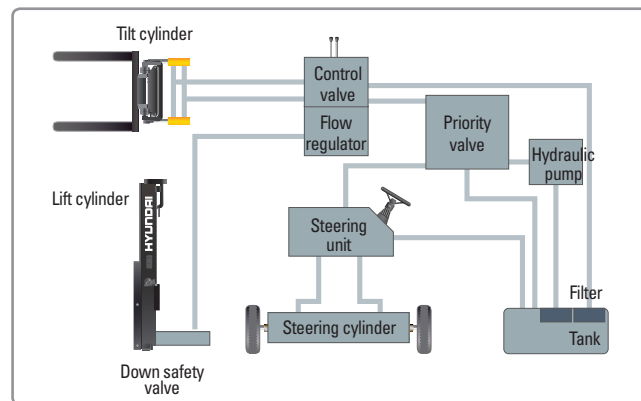 Tilt cylinder
Control
valve
Flow
regulator
Priority
valve
Hydraulic
pump
Lift cylinder
HYUNDAI
Steering
unit
Filter
Steering cylinder
Tank
Down safety
valve